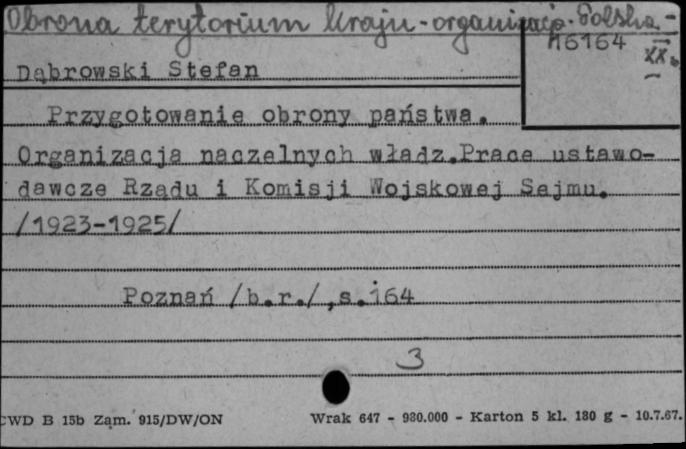 Obrona terytorium kraju - organizacja - Polska -
M6164
XX w.
Dąbrowski Stefan
Przygotowanie obrony państwa.
Organizacja naczelnych władz. Prace ustawo-
dawcze Rządu i Komisji Wojskowej Sejmu.
/1923-1925/
Poznań /b.r./, s. 164
3
CWD B 15b Zam. 915/DW/ON Wrak 647 - 980.000 - Karton 5 kl. 180 g - 10.7.67.